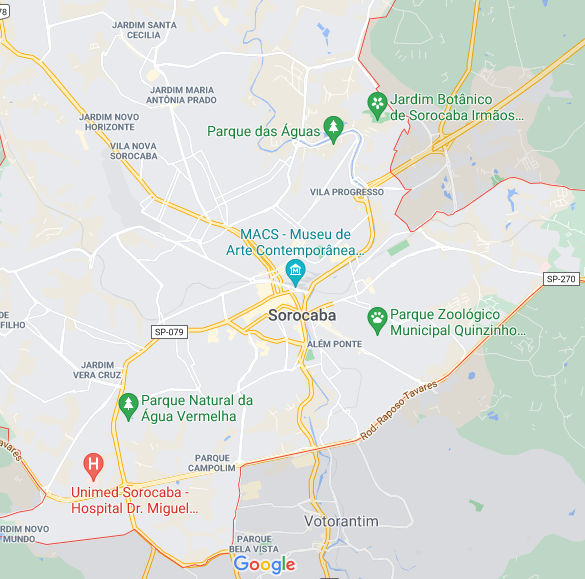 78
JARDIM SANTA
CECILIA
JARDIM MARIA
ANTÔNIA PRADO
Jardim Botânico
de Sorocaba Irmãos...
JARDIM NOVO
HORIZONTE
Parque das Águas
VILA NOVA
SOROCABA
VILA PROGRESSO
MACS - Museu de
Arte Contemporânea...
SP-270
Sorocaba
Parque Zoológico
Municipal Quinzinho...
DE
FILHO
SP-079
ALÉM PONTE
JARDIM
VERA CRUZ
Rod. Raposo Tavares
Parque Natural da
Água Vermelha
Tavares
PARQUE
CAMPOLIM
H
Unimed Sorocaba -
Hospital Dr. Miguel...
JARDIM NOVO
MUNDO
Votorantim
PARQUE
BELA VISTA
Google